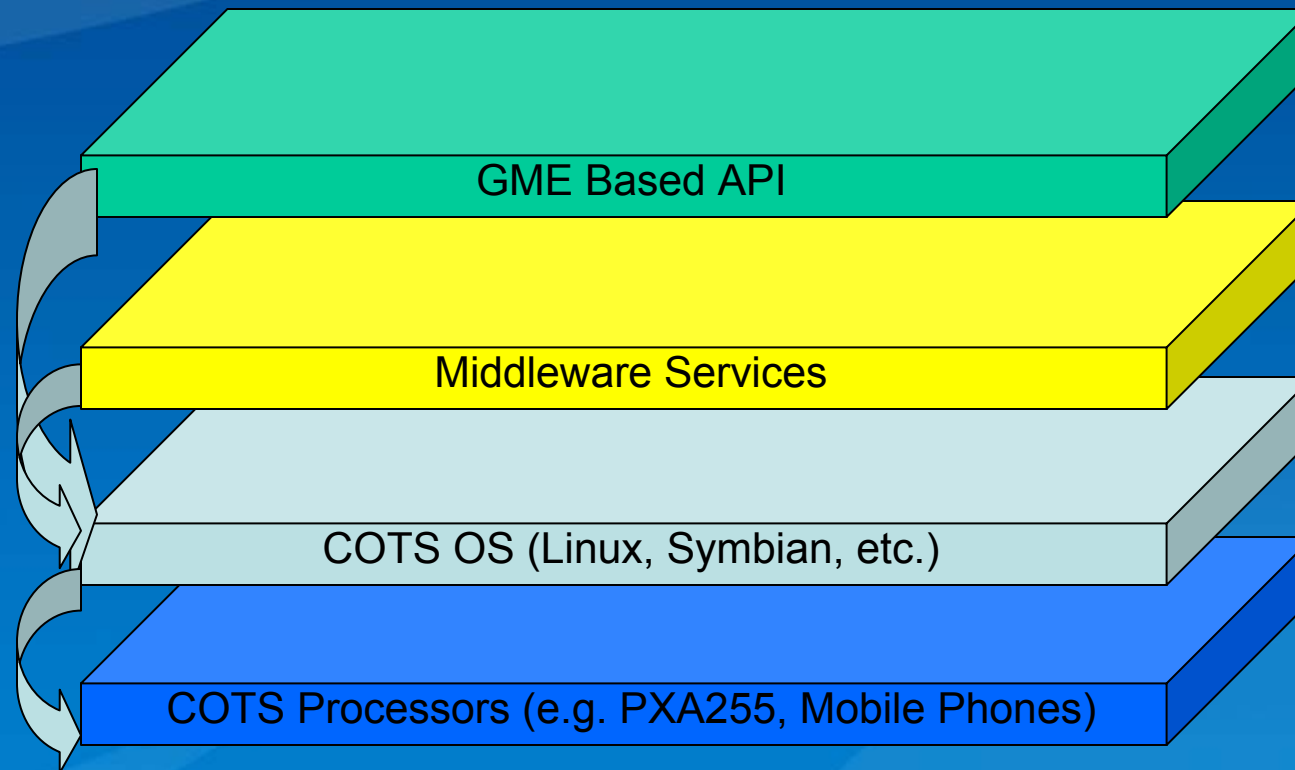 GME Based API
Middleware Services
COTS OS (Linux, Symbian, etc.)
COTS Processors (e.g. PXA255, Mobile Phones)